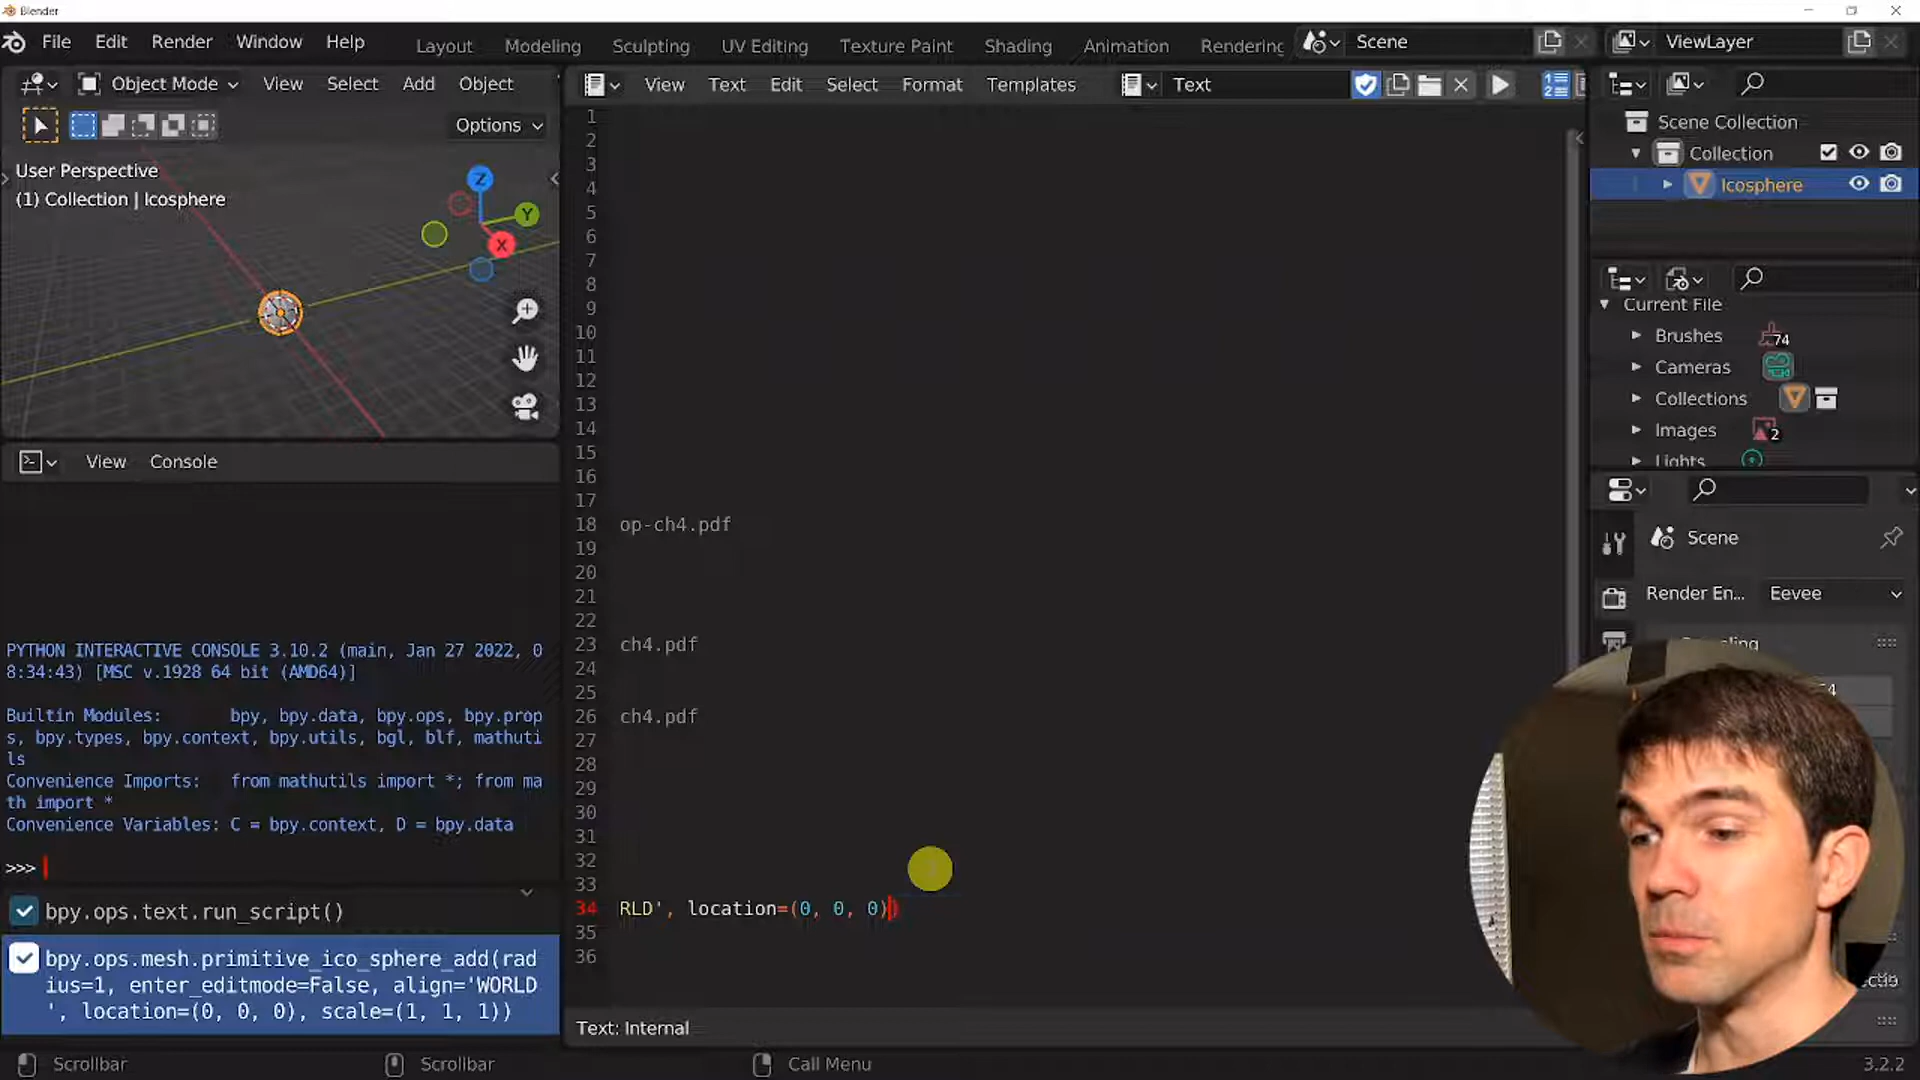 Blender
File Edit Render Window Help
Layout Modeling Sculpting UV Editing Texture Paint Shading Animation Rendering
Scene
ViewLayer
Object Mode View Select Add Object
View Text Edit Select Format Templates
Text
Options
User Perspective
(1) Collection | Icosphere
Z
Y
X
Scene Collection
Collection
Icosphere
Current File
Brushes 74
Cameras
Collections
Images 2
Lights
Scene
Render En... Eevee
View Console
PYTHON INTERACTIVE CONSOLE 3.10.2 (main, Jan 27 2022, 0
8:34:43) [MSC v.1928 64 bit (AMD64)]
Builtin Modules: bpy, bpy.data, bpy.ops, bpy.prop
s, bpy.types, bpy.context, bpy.utils, bgl, blf, mathuti
ls
Convenience Imports: from mathutils import *; from ma
th import *
Convenience Variables: C = bpy.context, D = bpy.data
>>>
bpy.ops.text.run_script()
bpy.ops.mesh.primitive_ico_sphere_add(rad
ius=1, enter_editmode=False, align='WORLD
', location=(0, 0, 0), scale=(1, 1, 1))
1
2
3
4
5
6
7
8
9
10
11
12
13
14
15
16
17
18 op-ch4.pdf
19
20
21
22
23 ch4.pdf
24
25
26 ch4.pdf
27
28
29
30
31
32
33
34 RLD', location=(0, 0, 0))
35
36
Text: Internal
Scrollbar
Scrollbar
Call Menu
3.2.2